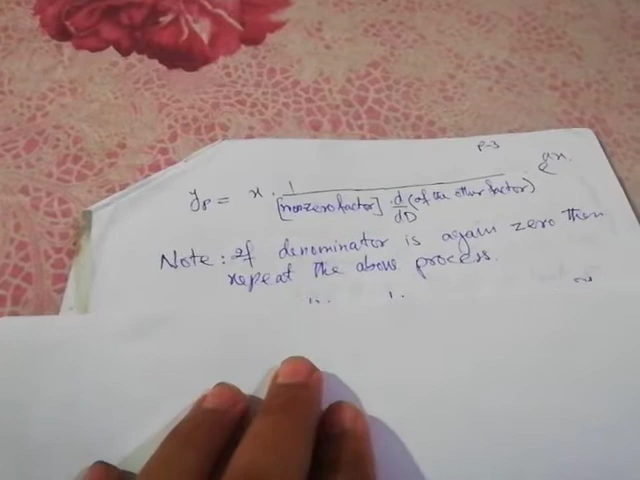 P-3
yp = x · 1 / [nonzero factor] · d/dD (of the other factor) · e^ax.
Note: If denominator is again zero then
repeat the above process.